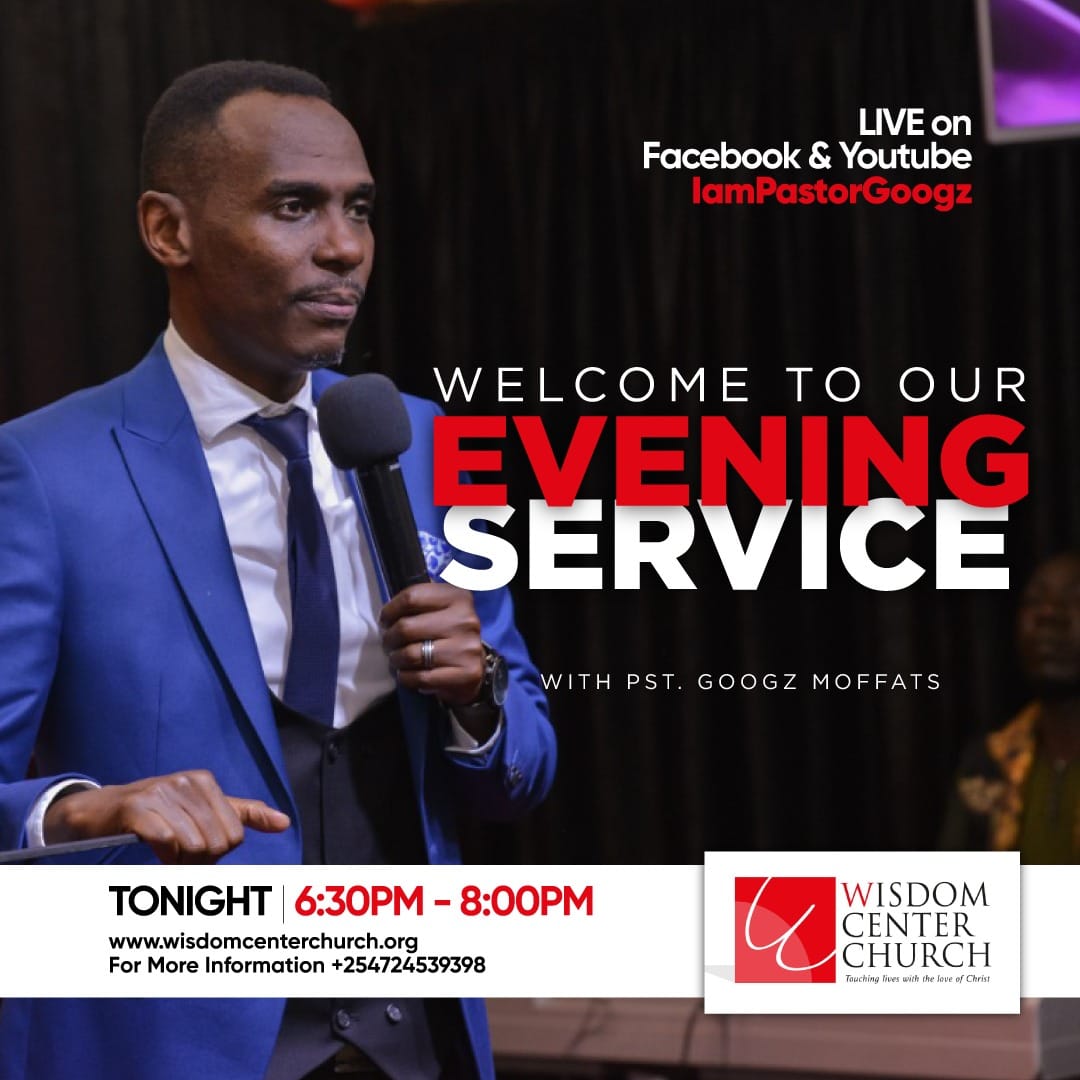 LIVE on
Facebook & Youtube
IamPastorGoogz
WELCOME TO OUR
EVENING
SERVICE
WITH PST. GOOGZ MOFFATS
TONIGHT | 6:30PM - 8:00PM
www.wisdomcenterchurch.org
For More Information +254724539398
WISDOM
CENTER
CHURCH
Touching lives with the love of Christ